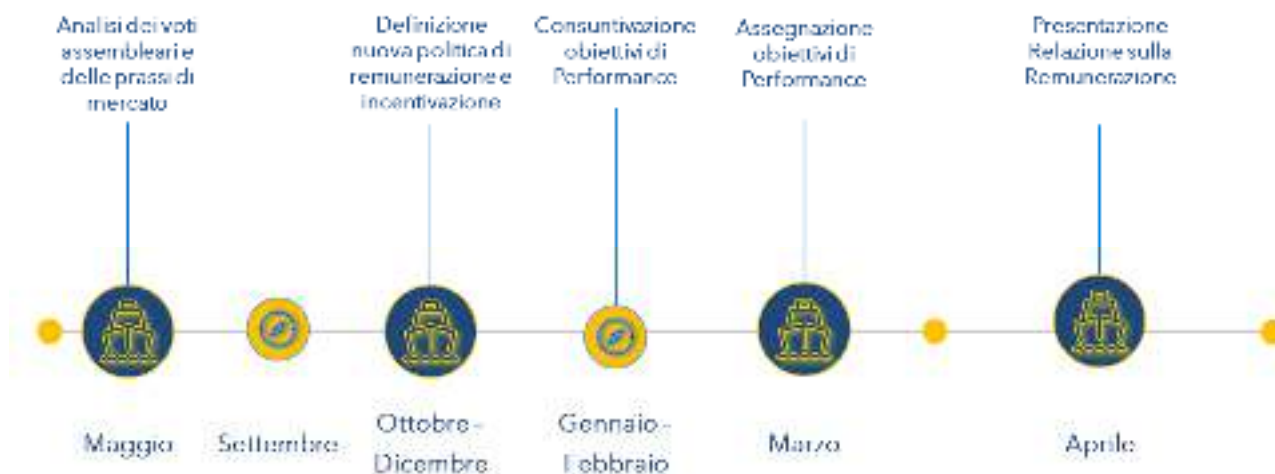 Analisi dei voti
assembleari e
delle prassi di
mercato
Definizione
nuova politica di
remunerazione e
incentivazione
Consuntivazione
obiettivi di
Performance
Assegnazione
obiettivi di
Performance
Presentazione
Relazione sulla
Remunerazione
Maggio
Settembre
Ottobre -
Dicembre
Gennaio -
Febbraio
Marzo
Aprile